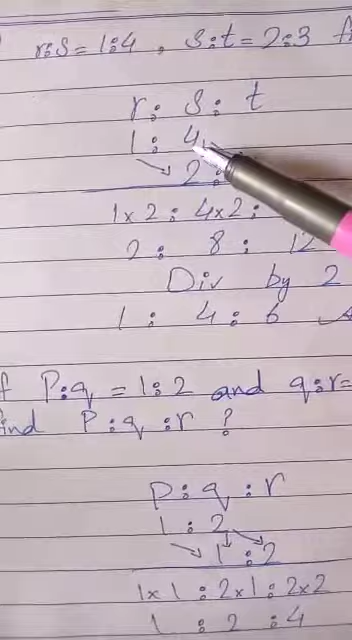 r:s = 1:4 , s:t = 2:3
r : s : t
1 : 4
2 :
1x2 : 4x2 :
2 : 8 : 12
Div by 2
1 : 4 : 6
P:q = 1:2 and q:r =
find P:q:r ?
p : q : r
1 : 2
1 : 2
1x1 : 2x1 : 2x2
1 : 2 : 4